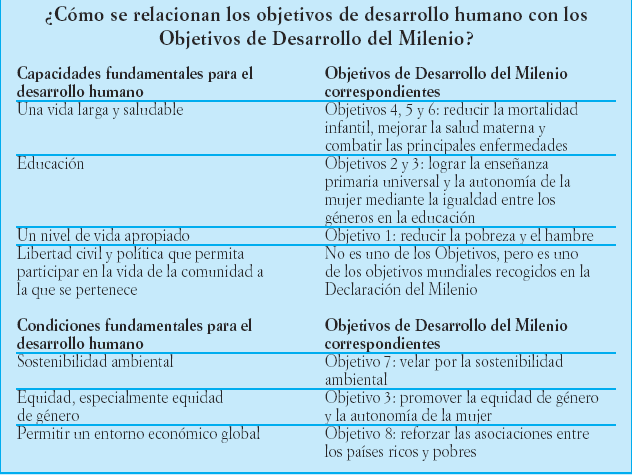 ¿Cómo se relacionan los objetivos de desarrollo humano con los
Objetivos de Desarrollo del Milenio?
Capacidades fundamentales para el
desarrollo humano
Objetivos de Desarrollo del Milenio
correspondientes
Una vida larga y saludable
Objetivos 4, 5 y 6: reducir la mortalidad
infantil, mejorar la salud materna y
combatir las principales enfermedades
Educación
Objetivos 2 y 3: lograr la enseñanza
primaria universal y la autonomía de la
mujer mediante la igualdad entre los
géneros en la educación
Un nivel de vida apropiado
Objetivo 1: reducir la pobreza y el hambre
Libertad civil y política que permita
participar en la vida de la comunidad a
la que se pertenece
No es uno de los Objetivos, pero es uno
de los objetivos mundiales recogidos en la
Declaración del Milenio
Condiciones fundamentales para el
desarrollo humano
Objetivos de Desarrollo del Milenio
correspondientes
Sostenibilidad ambiental
Objetivo 7: velar por la sostenibilidad
ambiental
Equidad, especialmente equidad
de género
Objetivo 3: promover la equidad de género
y la autonomía de la mujer
Permitir un entorno económico global
Objetivo 8: reforzar las asociaciones entre
los países ricos y pobres